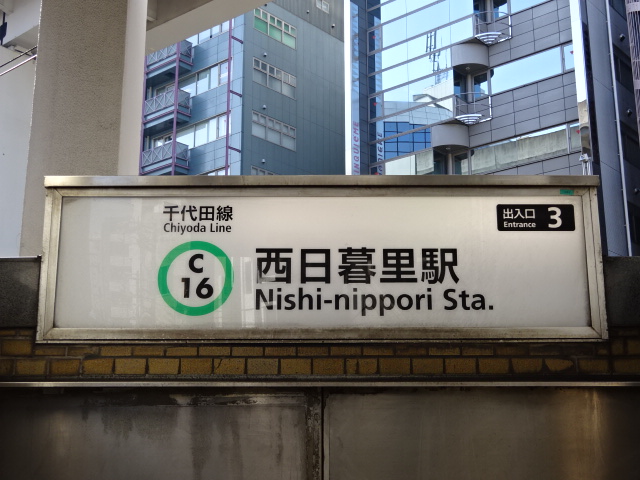 千代田線
Chiyoda Line
C
16
西日暮里駅
Nishi-nippori Sta.
出入口
Entrance
3